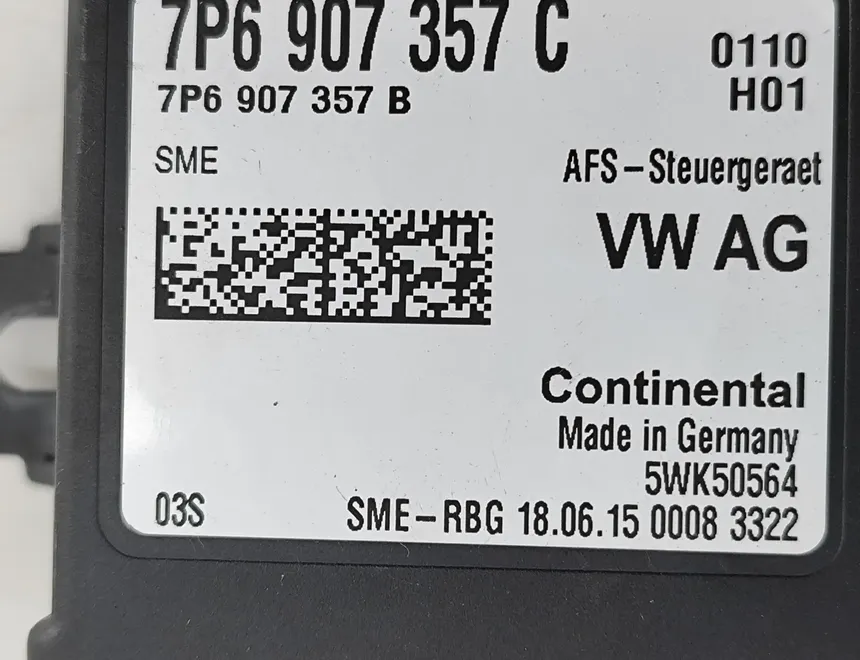 7P6 907 357 C
0110
7P6 907 357 B
H01
SME
AFS-Steuergeraet
VW AG
Continental
Made in Germany
5WK50564
03S
SME-RBG 18.06.15 0008 3322